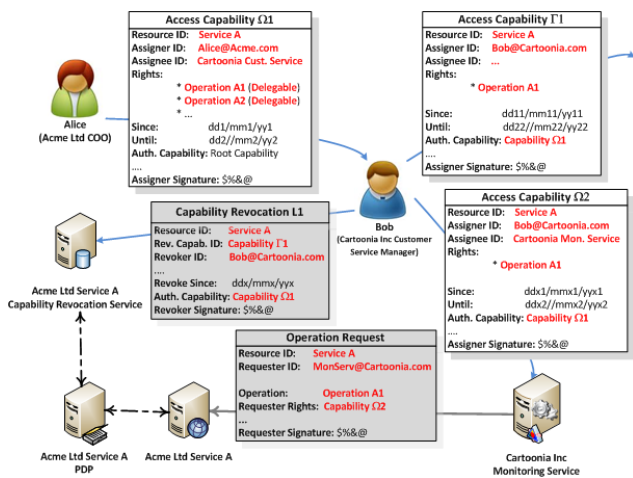 Access Capability Ω1
Resource ID: Service A
Assigner ID: Alice@Acme.com
Assignee ID: Cartoonia Cust. Service
Rights:
* Operation A1 (Delegable)
* Operation A2 (Delegable)
* ...
Since: dd1/mm1/yy1
Until: dd2//mm2/yy2
Auth. Capability: Root Capability
....
Assigner Signature: $%&@
Access Capability Γ1
Resource ID: Service A
Assigner ID: Bob@Cartoonia.com
Assignee ID: ...
Rights:
* Operation A1
Since: dd11/mm11/yy11
Until: dd22//mm22/yy22
Auth. Capability: Capability Ω1
....
Assigner Signature: $%&@
Alice
(Acme Ltd COO)
Bob
(Cartoonia Inc Customer
Service Manager)
Capability Revocation L1
Resource ID: Service A
Rev. Capab. ID: Capability Γ1
Revoker ID: Bob@Cartoonia.com
....
Revoke Since: ddx/mmx/yyx
Auth. Capability: Capability Ω1
Revoker Signature: $%&@
Access Capability Ω2
Resource ID: Service A
Assigner ID: Bob@Cartoonia.com
Assignee ID: Cartoonia Mon. Service
Rights:
* Operation A1
Since: ddx1/mmx1/yyx1
Until: ddx2//mmx2/yyx2
Auth. Capability: Capability Ω1
....
Assigner Signature: $%&@
Acme Ltd Service A
Capability Revocation Service
Operation Request
Resource ID: Service A
Requester ID: MonServ@Cartoonia.com
Operation: Operation A1
Requester Rights: Capability Ω2
...
Requester Signature: $%&@
Acme Ltd Service A
PDP
Acme Ltd Service A
Cartoonia Inc
Monitoring Service